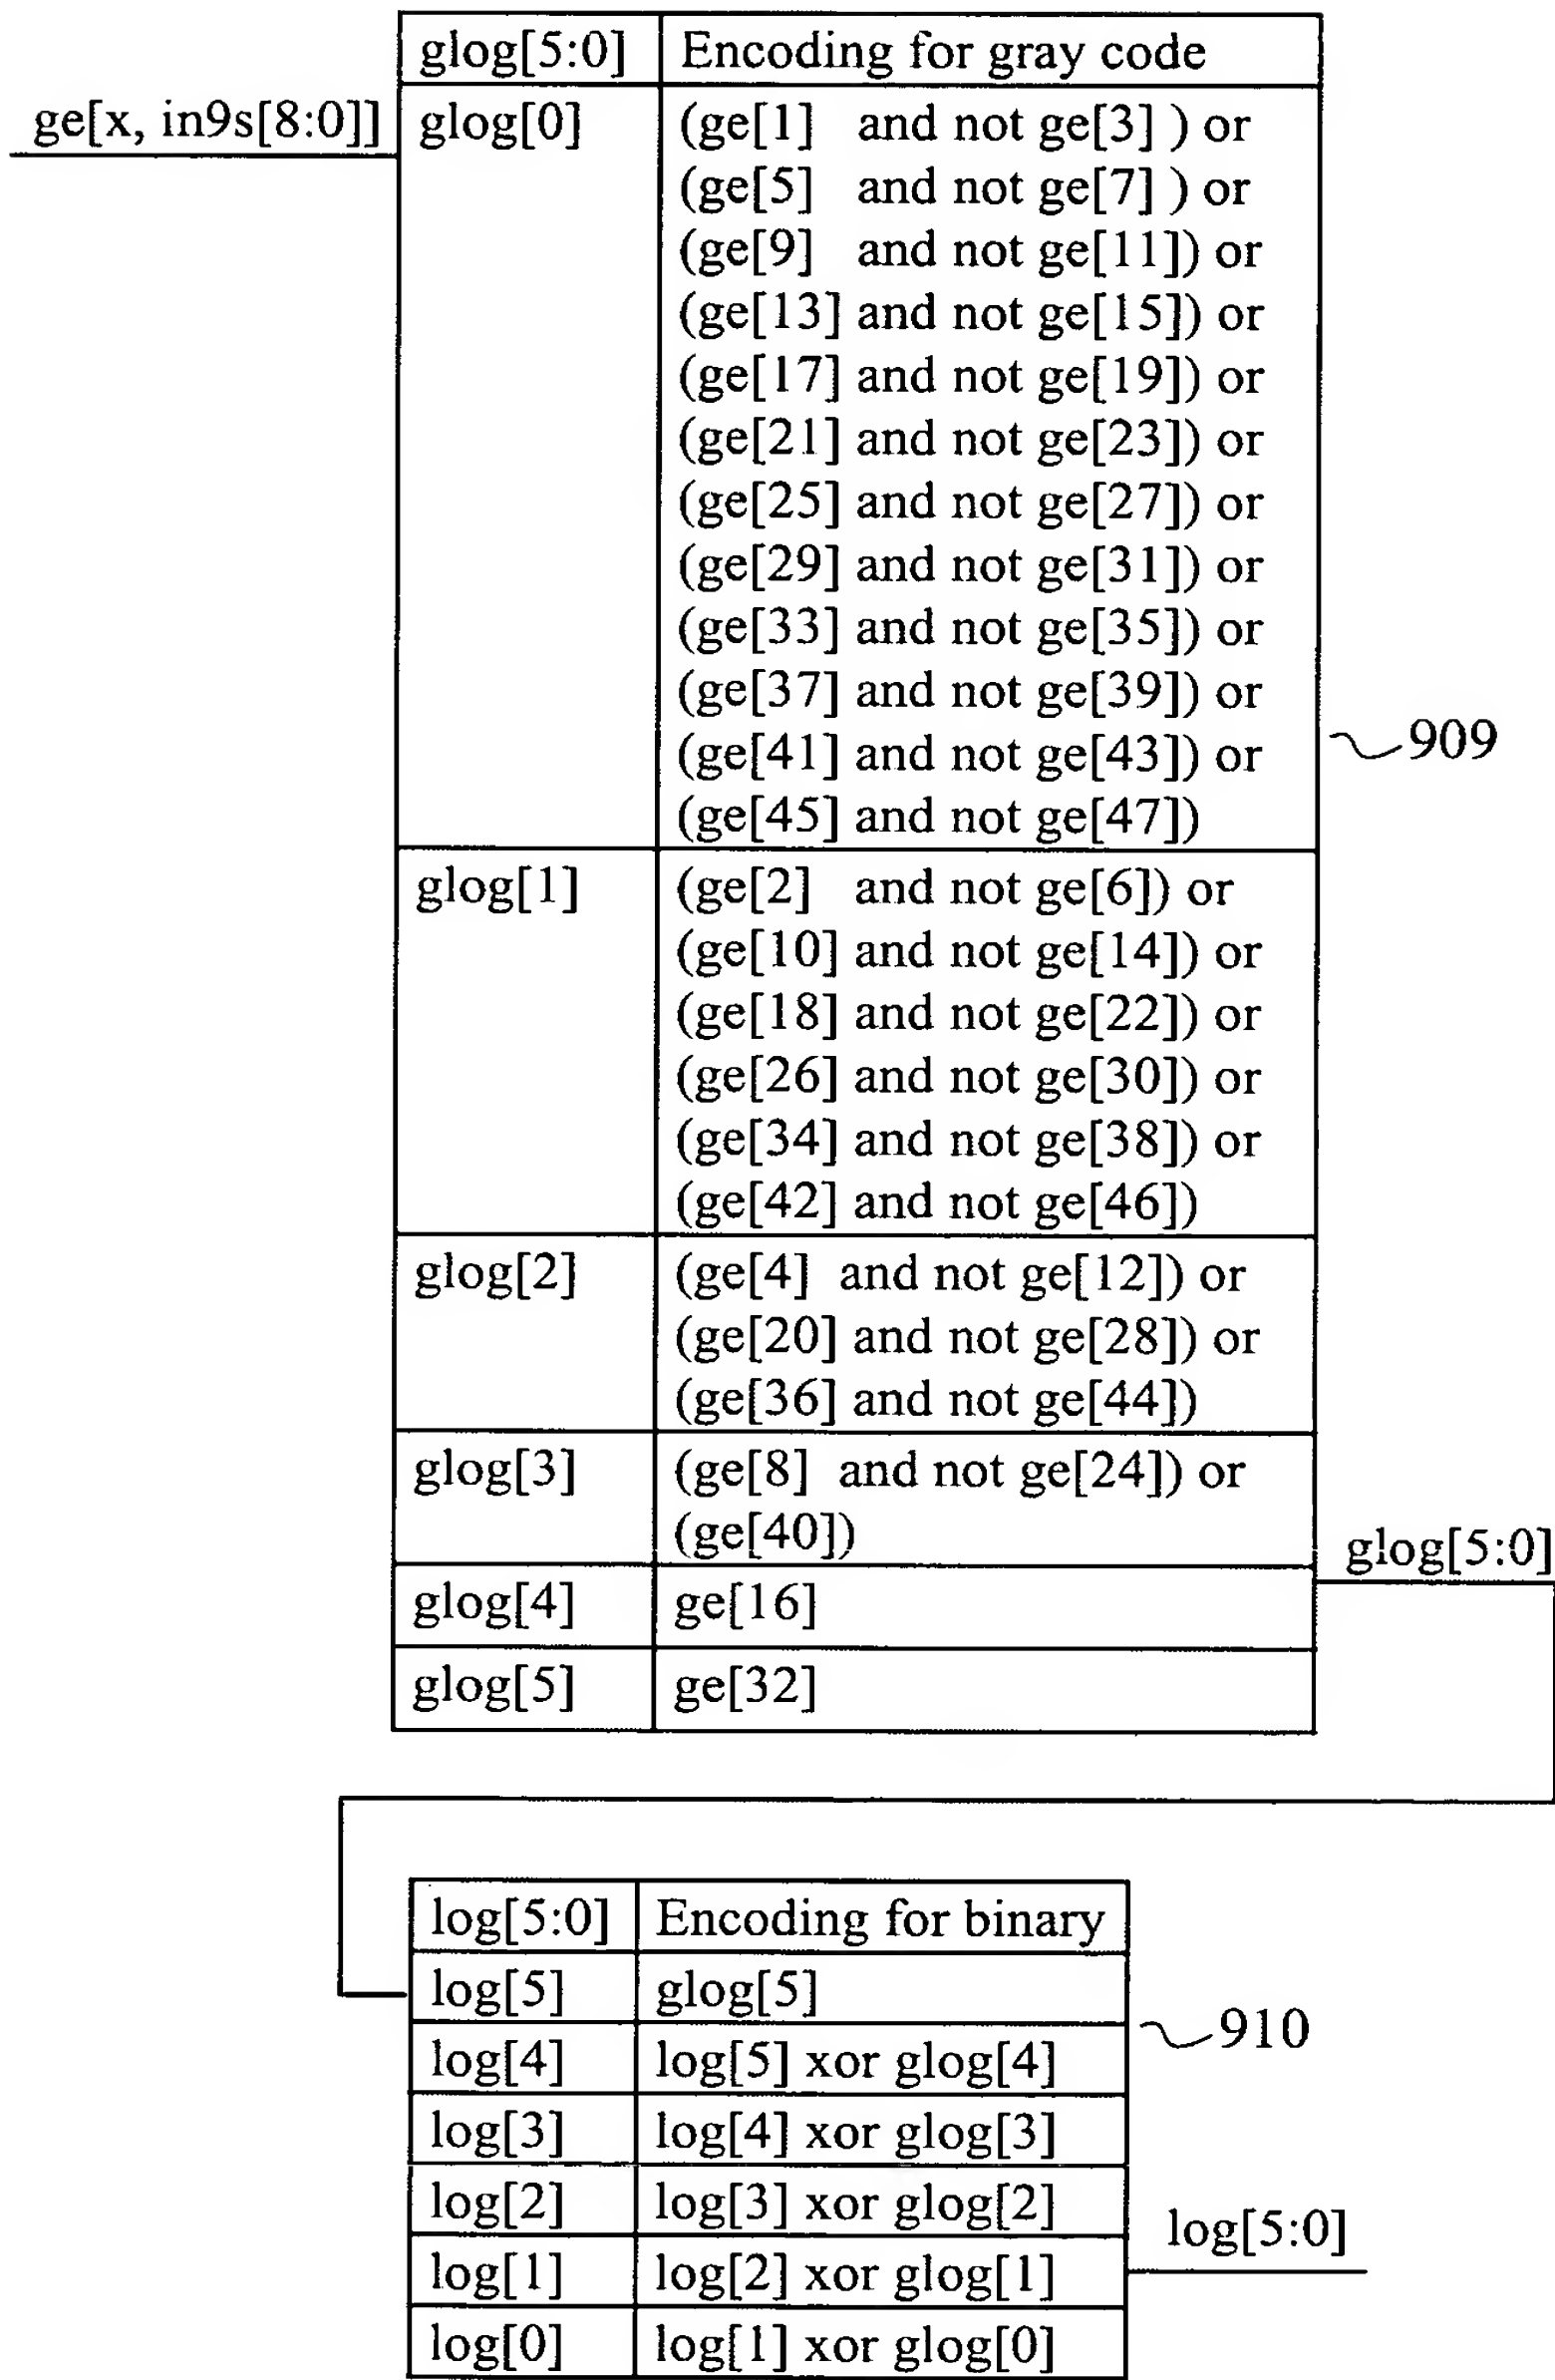 glog[5:0] Encoding for gray code
ge[x, in9s[8:0]] glog[0] (ge[1] and not ge[3] ) or
(ge[5] and not ge[7] ) or
(ge[9] and not ge[11]) or
(ge[13] and not ge[15]) or
(ge[17] and not ge[19]) or
(ge[21] and not ge[23]) or
(ge[25] and not ge[27]) or
(ge[29] and not ge[31]) or
(ge[33] and not ge[35]) or
(ge[37] and not ge[39]) or
(ge[41] and not ge[43]) or
909
(ge[45] and not ge[47])
glog[1] (ge[2] and not ge[6]) or
(ge[10] and not ge[14]) or
(ge[18] and not ge[22]) or
(ge[26] and not ge[30]) or
(ge[34] and not ge[38]) or
(ge[42] and not ge[46])
glog[2] (ge[4] and not ge[12]) or
(ge[20] and not ge[28]) or
(ge[36] and not ge[44])
glog[3] (ge[8] and not ge[24]) or
(ge[40])
glog[5:0]
glog[4] ge[16]
glog[5] ge[32]
log[5:0] Encoding for binary
log[5] glog[5]
910
log[4] log[5] xor glog[4]
log[3] log[4] xor glog[3]
log[2] log[3] xor glog[2]
log[5:0]
log[1] log[2] xor glog[1]
log[0] log[1] xor glog[0]